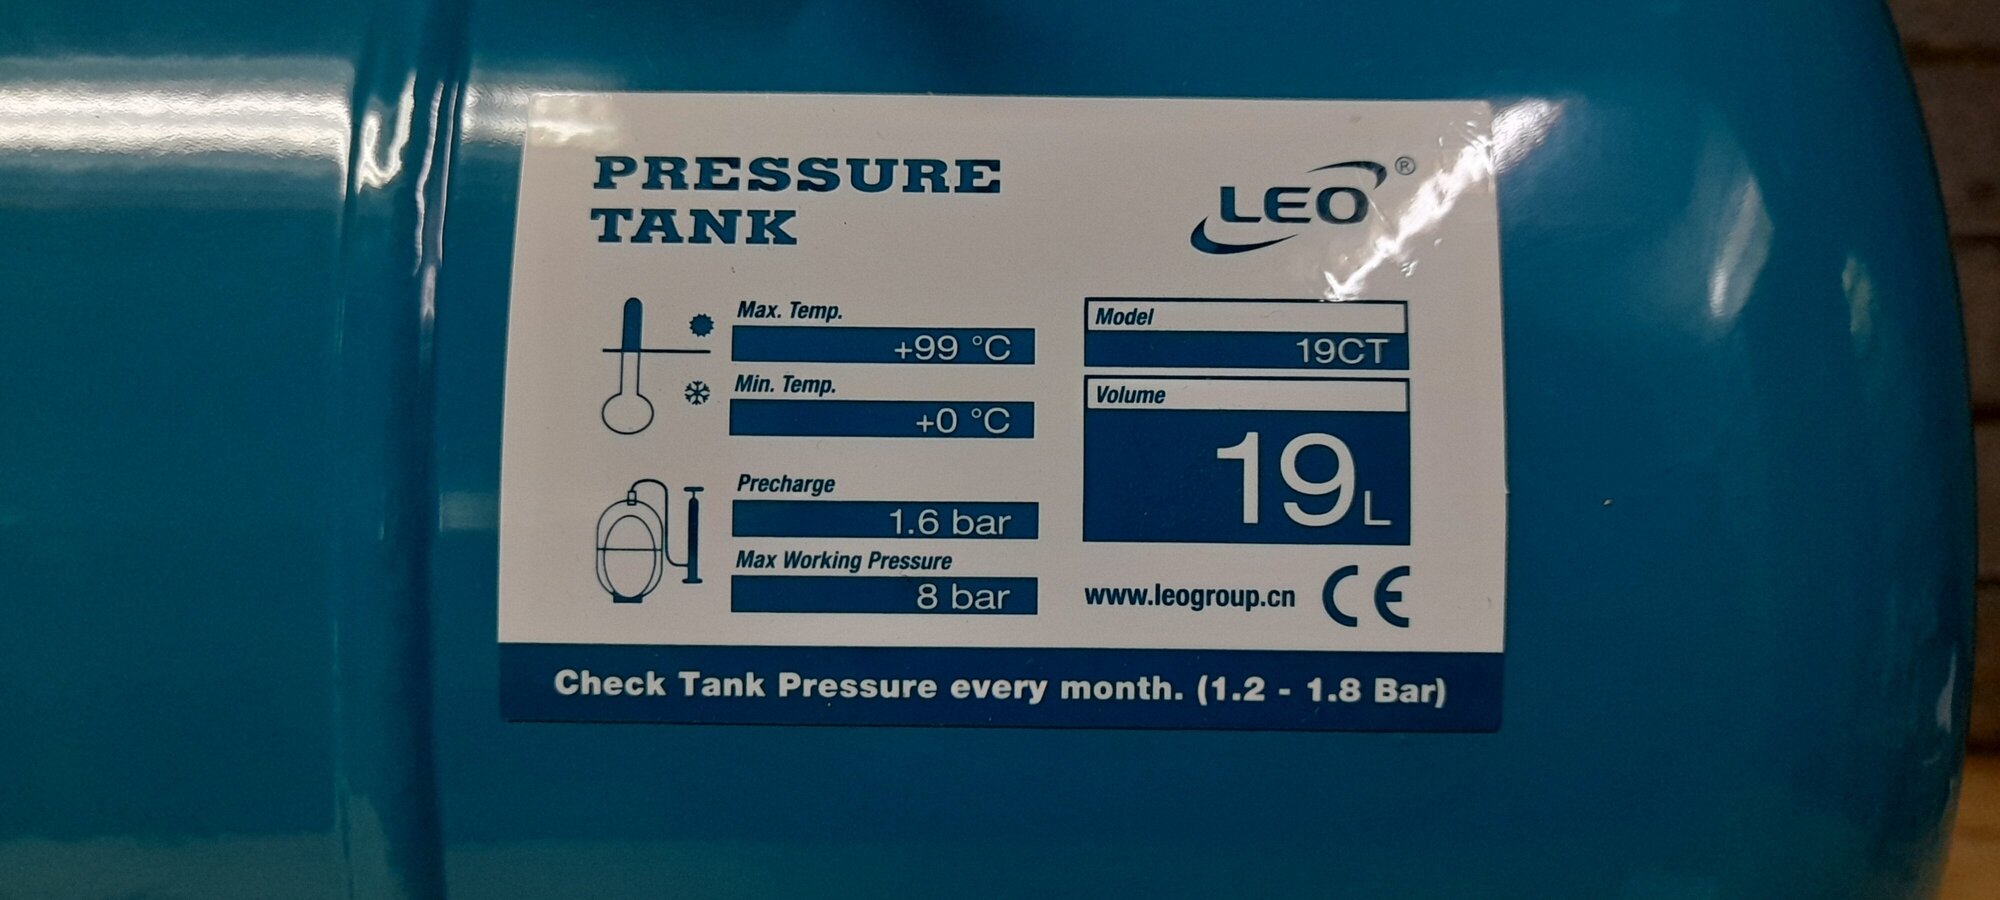 PRESSURE
TANK
LEO®
Max. Temp.
+99 °C
Min. Temp.
+0 °C
Precharge
1.6 bar
Max Working Pressure
8 bar
Model
19CT
Volume
19L
www.leogroup.cn CE
Check Tank Pressure every month. (1.2 - 1.8 Bar)